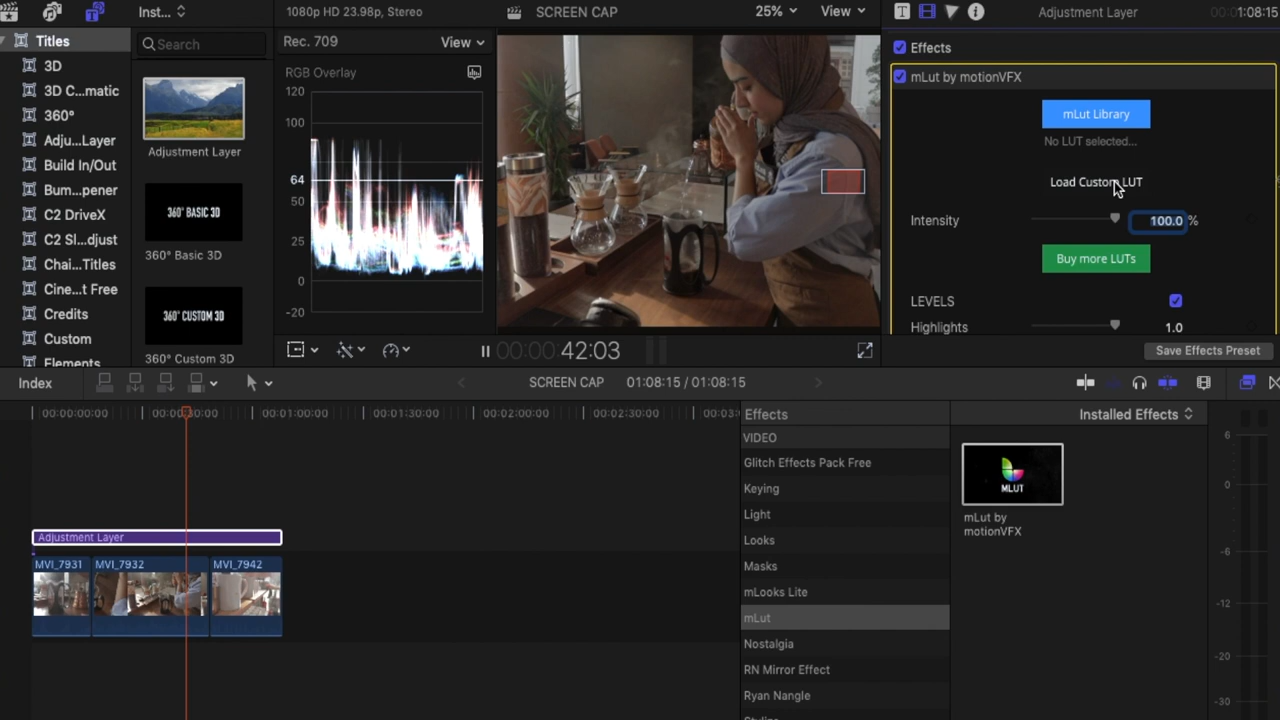 Inst...
1080p HD 23.98p, Stereo
SCREEN CAP
25%
View
Adjustment Layer
00:01:08:15
Titles
3D
3D C...matic
360°
Adju...Layer
Build In/Out
Bum...pener
C2 DriveX
C2 Sl...djust
Chai...Titles
Cine...t Free
Credits
Custom
Elements
Search
Adjustment Layer
360° BASIC 3D
360° Basic 3D
360° CUSTOM 3D
360° Custom 3D
Rec. 709
View
RGB Overlay
120
100
64
50
25
0
-20
00:00:42:03
Effects
mLut by motionVFX
mLut Library
No LUT selected...
Load Custom LUT
Intensity
100.0 %
Buy more LUTs
LEVELS
Highlights
1.0
Save Effects Preset
Index
SCREEN CAP
01:08:15 / 01:08:15
00:00:00:00
00:00:30:00
00:01:00:00
00:01:30:00
00:02:00:00
00:02:30:00
00:03:
Adjustment Layer
MVI_7931
MVI_7932
MVI_7942
Effects
VIDEO
Glitch Effects Pack Free
Keying
Light
Looks
Masks
mLooks Lite
mLut
Nostalgia
RN Mirror Effect
Ryan Nangle
Installed Effects
MLUT
mLut by
motionVFX
6
0
-6
-12
-20
-30